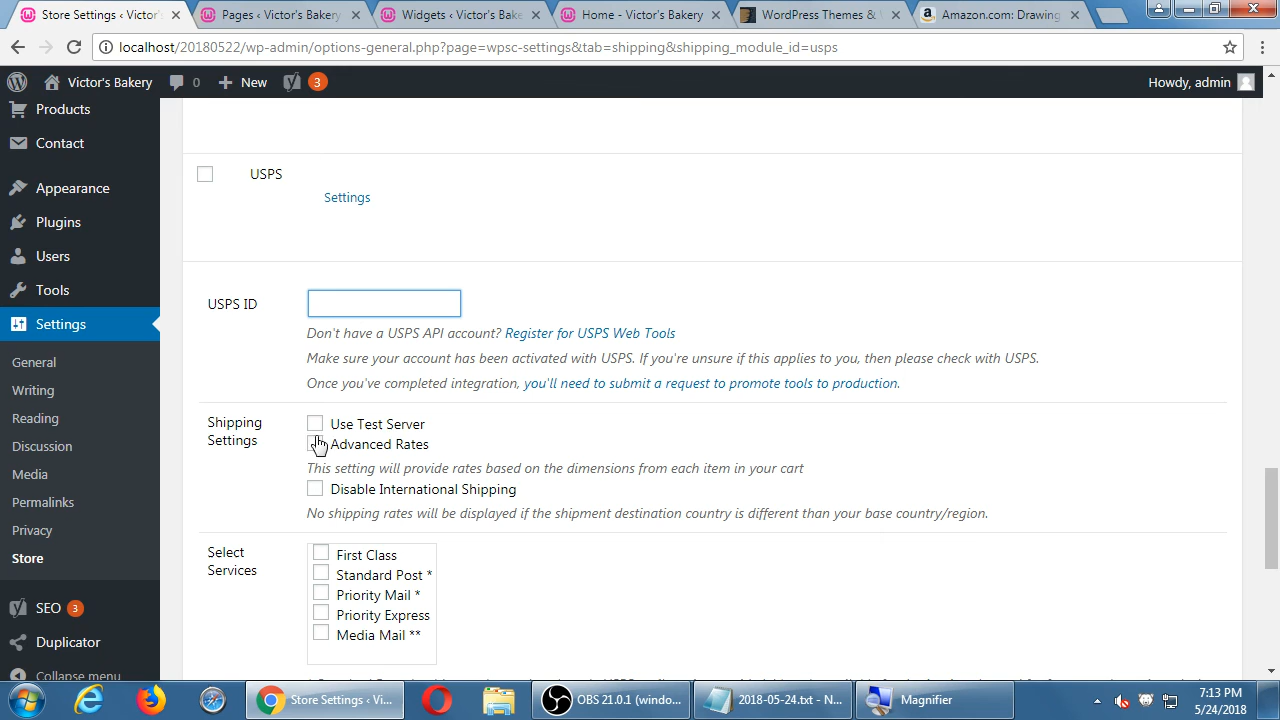 Store Settings ‹ Victor's
Pages ‹ Victor's Bakery
Widgets ‹ Victor's Bake
Home - Victor's Bakery
WordPress Themes &
Amazon.com: Drawing
localhost/20180522/wp-admin/options-general.php?page=wpsc-settings&tab=shipping&shipping_module_id=usps
Victor's Bakery 0 New 3 Howdy, admin
Products
Contact
Appearance
Plugins
Users
Tools
Settings
General
Writing
Reading
Discussion
Media
Permalinks
Privacy
Store
SEO 3
Duplicator
Collapse menu
USPS
Settings
USPS ID
Don't have a USPS API account? Register for USPS Web Tools
Make sure your account has been activated with USPS. If you're unsure if this applies to you, then please check with USPS.
Once you've completed integration, you'll need to submit a request to promote tools to production.
Shipping
Settings
Use Test Server
Advanced Rates
This setting will provide rates based on the dimensions from each item in your cart
Disable International Shipping
No shipping rates will be displayed if the shipment destination country is different than your base country/region.
Select
Services
First Class
Standard Post *
Priority Mail *
Priority Express
Media Mail **
Store Settings ‹ Vi...
OBS 21.0.1 (windo...
2018-05-24.txt - N...
Magnifier
7:13 PM
5/24/2018